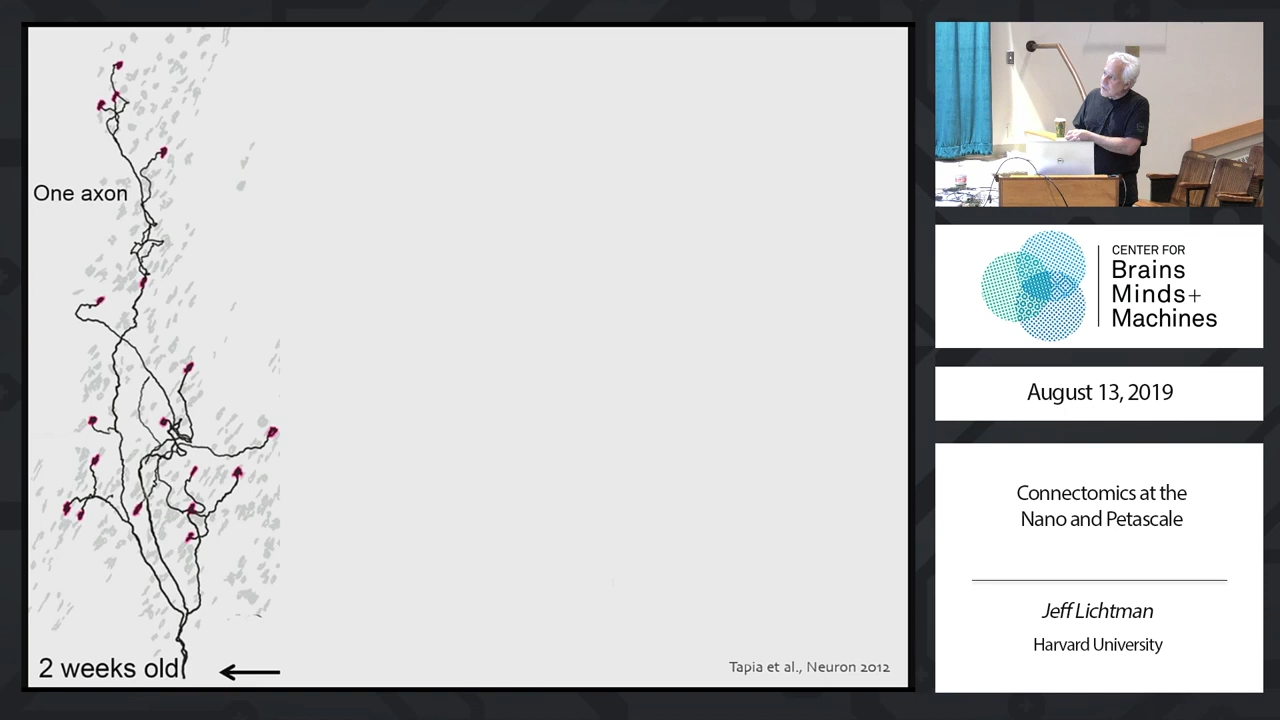 One axon
2 weeks old
Tapia et al., Neuron 2012
CENTER FOR
Brains
Minds+
Machines
August 13, 2019
Connectomics at the
Nano and Petascale
Jeff Lichtman
Harvard University